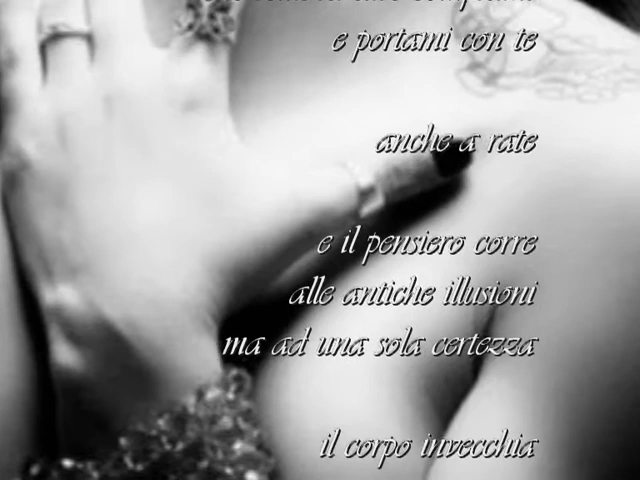 e portami con te
anche a rate
e il pensiero corre
alle antiche illusioni
ma ad una sola certezza
il corpo invecchia